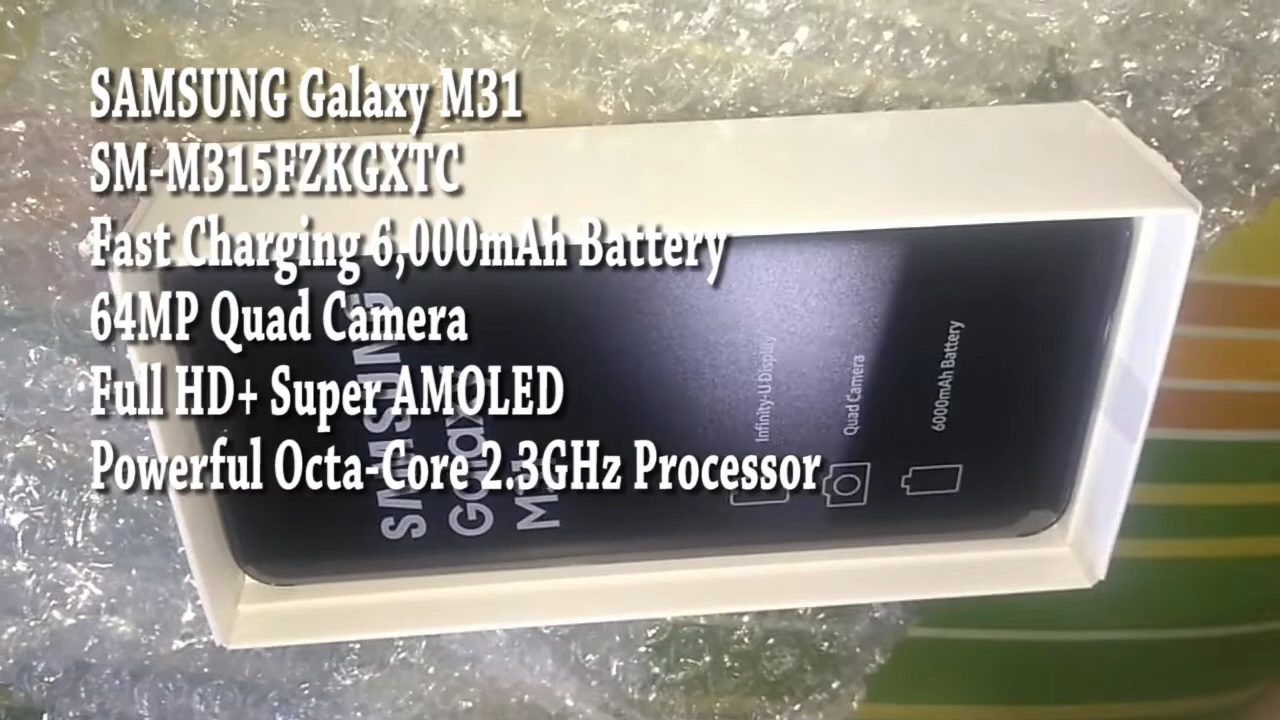 SAMSUNG Galaxy M31
SM-M315FZKGXTC
Fast Charging 6,000mAh Battery
64MP Quad Camera
Full HD+ Super AMOLED
Powerful Octa-Core 2.3GHz Processor
SAMSUNG
Galaxy
M31
Infinity-U Display
Quad Camera
6000mAh Battery